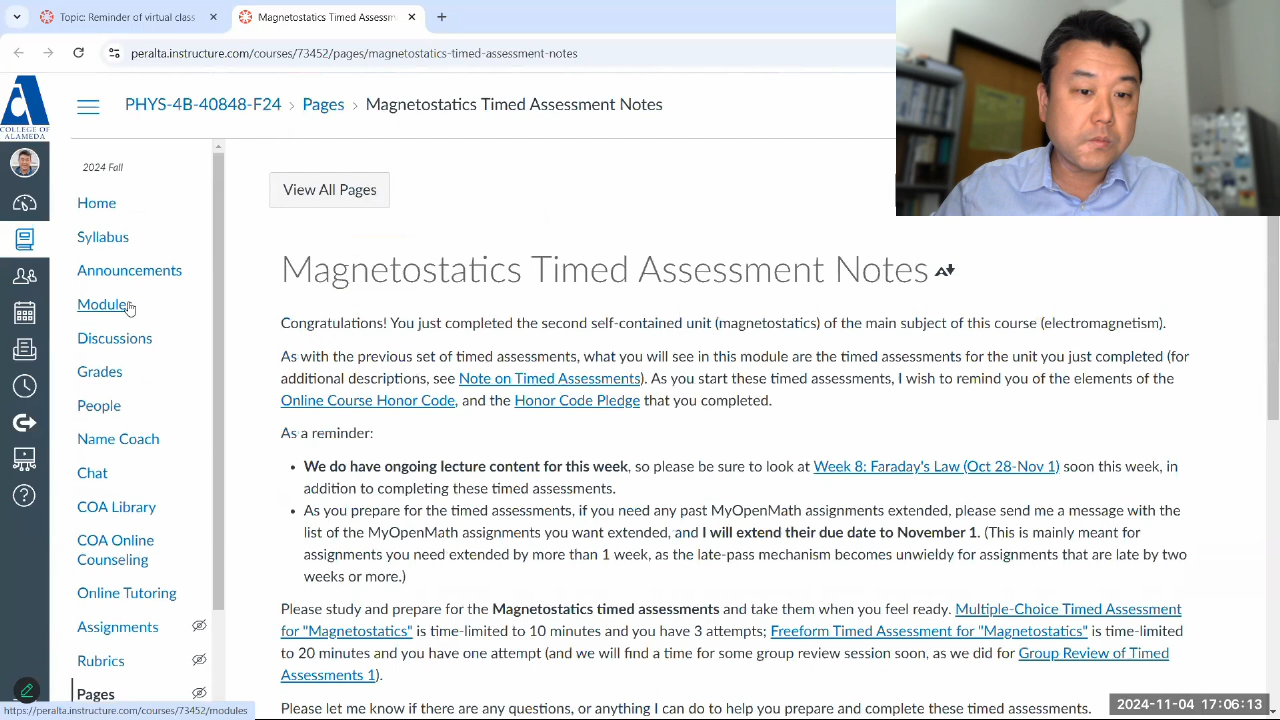 Topic: Reminder of virtual class
Magnetostatics Timed Assessm
peralta.instructure.com/courses/73452/pages/magnetostatics-timed-assessment-notes
COLLEGE OF
ALAMEDA
PHYS-4B-40848-F24 › Pages › Magnetostatics Timed Assessment Notes
2024 Fall
Home
Syllabus
Announcements
Modules
Discussions
Grades
People
Name Coach
Chat
COA Library
COA Online
Counseling
Online Tutoring
Assignments
Rubrics
Pages
View All Pages
Magnetostatics Timed Assessment Notes
Congratulations! You just completed the second self-contained unit (magnetostatics) of the main subject of this course (electromagnetism).
As with the previous set of timed assessments, what you will see in this module are the timed assessments for the unit you just completed (for
additional descriptions, see Note on Timed Assessments). As you start these timed assessments, I wish to remind you of the elements of the
Online Course Honor Code, and the Honor Code Pledge that you completed.
As a reminder:
• We do have ongoing lecture content for this week, so please be sure to look at Week 8: Faraday's Law (Oct 28-Nov 1) soon this week, in
addition to completing these timed assessments.
• As you prepare for the timed assessments, if you need any past MyOpenMath assignments extended, please send me a message with the
list of the MyOpenMath assignments you want extended, and I will extend their due date to November 1. (This is mainly meant for
assignments you need extended by more than 1 week, as the late-pass mechanism becomes unwieldy for assignments that are late by two
weeks or more.)
Please study and prepare for the Magnetostatics timed assessments and take them when you feel ready. Multiple-Choice Timed Assessment
for "Magnetostatics" is time-limited to 10 minutes and you have 3 attempts; Freeform Timed Assessment for "Magnetostatics" is time-limited
to 20 minutes and you have one attempt (and we will find a time for some group review session soon, as we did for Group Review of Timed
Assessments 1).
Please let me know if there are any questions, or anything I can do to help you prepare and complete these timed assessments.
https://peralta.instructure.com/courses/73452/modules
2024-11-04 17:06:13